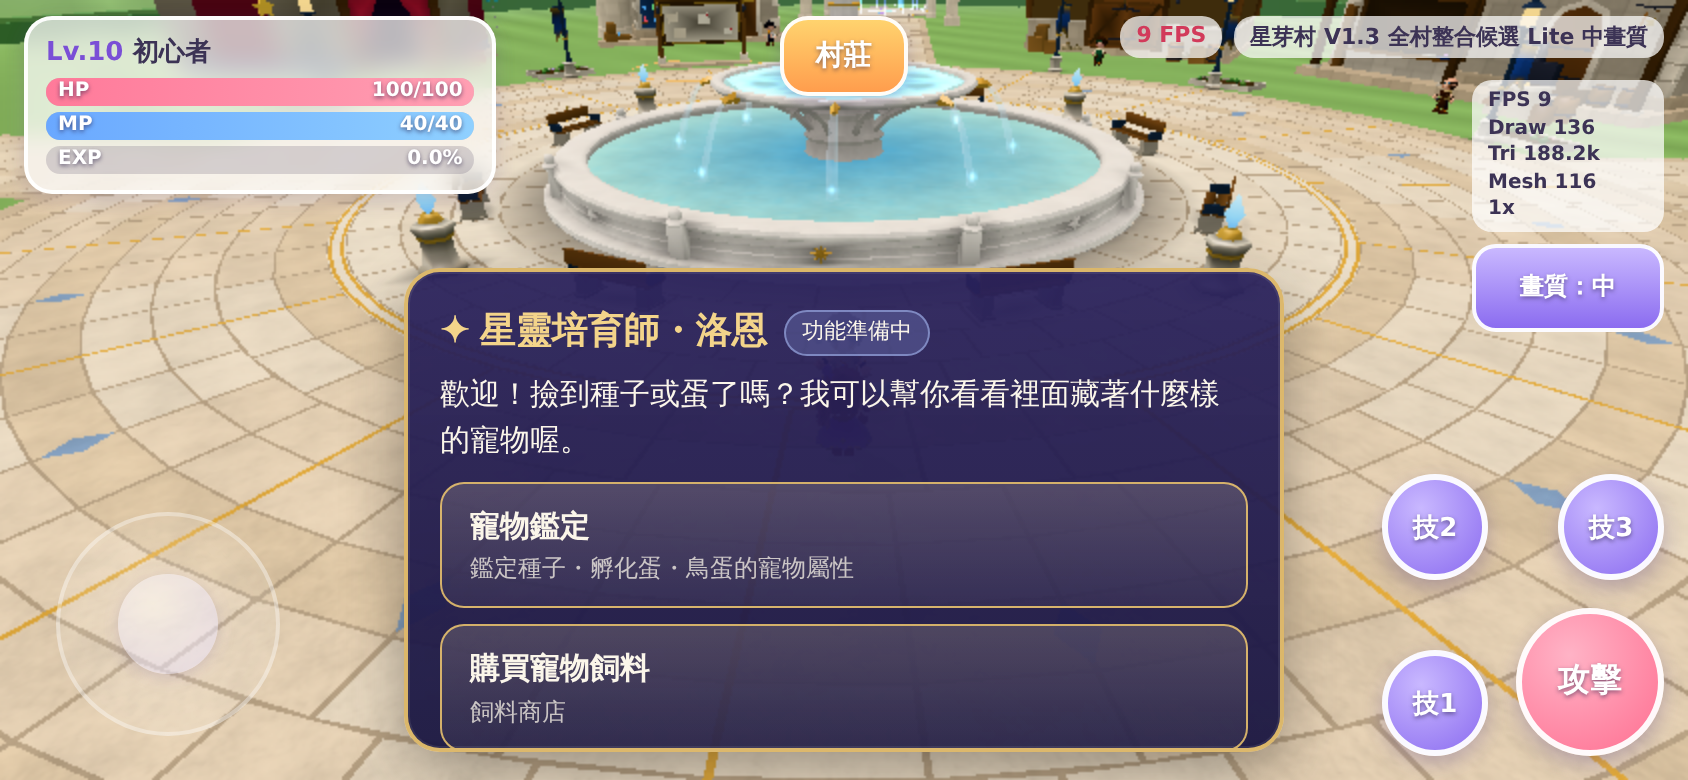 Lv.10 初心者
HP 100/100
MP 40/40
EXP 0.0%
村莊
9 FPS
星芽村 V1.3 全村整合候選 Lite 中畫質
FPS 9
Draw 136
Tri 188.2k
Mesh 116
1x
畫質：中
✦ 星靈培育師・洛恩 功能準備中
歡迎！撿到種子或蛋了嗎？我可以幫你看看裡面藏著什麼樣
的寵物喔。
寵物鑑定
鑑定種子・孵化蛋・鳥蛋的寵物屬性
購買寵物飼料
飼料商店
技2
技3
技1
攻擊